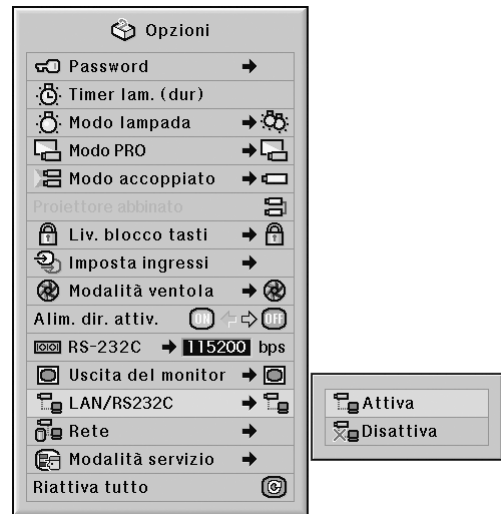 Opzioni
Password
Timer lam. (dur)
Modo lampada
Modo PRO
Modo accoppiato
Proiettore abbinato
Liv. blocco tasti
Imposta ingressi
Modalità ventola
Alim. dir. attiv. ON OFF
RS-232C 115200 bps
Uscita del monitor
LAN/RS232C
Attiva
Rete
Disattiva
Modalità servizio
Riattiva tutto